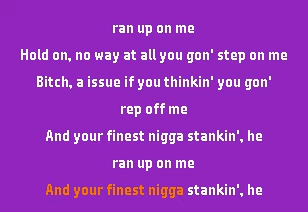 ran up on me
Hold on, no way at all you gon' step on me
Bitch, a issue if you thinkin' you gon'
rep off me
And your finest nigga stankin', he
ran up on me
And your finest nigga stankin', he